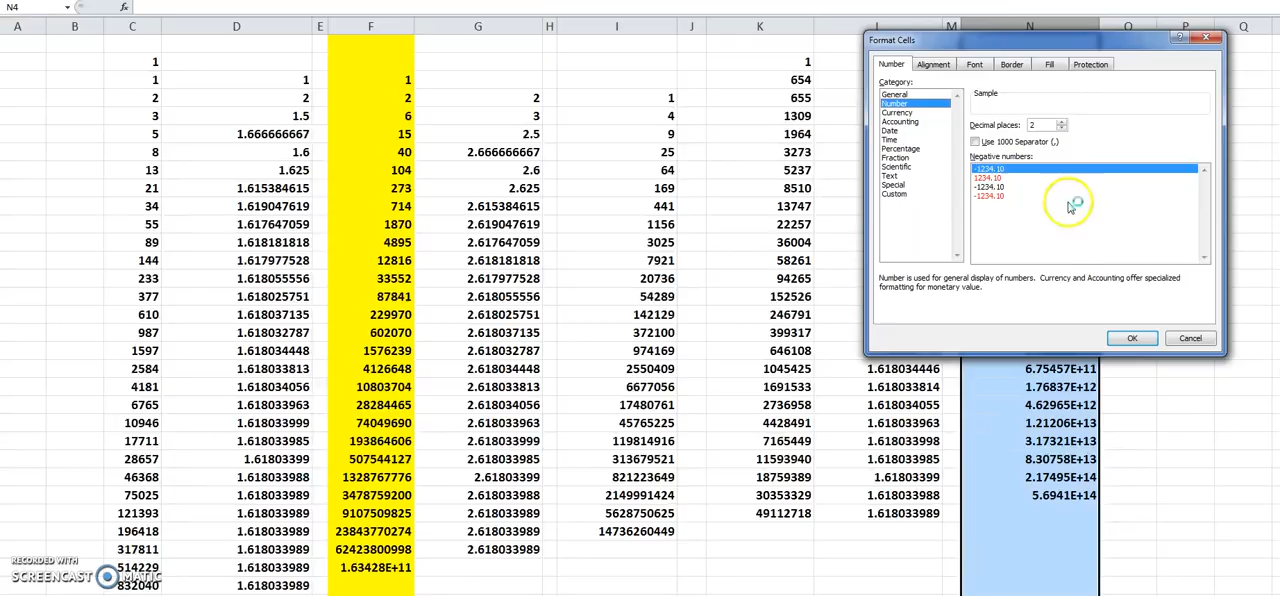 N4 fx
A B C D E F G H I J K L M N O P Q
Format Cells
1 1
1 1 1 654
2 2 2 2 1 655
3 1.5 6 3 4 1309
5 1.666666667 15 2.5 9 1964
8 1.6 40 2.666666667 25 3273
13 1.625 104 2.6 64 5237
21 1.615384615 273 2.625 169 8510
34 1.619047619 714 2.615384615 441 13747
55 1.617647059 1870 2.619047619 1156 22257
89 1.618181818 4895 2.617647059 3025 36004
144 1.617977528 12816 2.618181818 7921 58261
233 1.618055556 33552 2.617977528 20736 94265
377 1.618025751 87841 2.618055556 54289 152526
610 1.618037135 229970 2.618025751 142129 246791
987 1.618032787 602070 2.618037135 372100 399317
1597 1.618034448 1576239 2.618032787 974169 646108
2584 1.618033813 4126648 2.618034448 2550409 1045425 1.618034446 6.75457E+11
4181 1.618034056 10803704 2.618033813 6677056 1691533 1.618033814 1.76837E+12
6765 1.618033963 28284465 2.618034056 17480761 2736958 1.618034055 4.62965E+12
10946 1.618033999 74049690 2.618033963 45765225 4428491 1.618033963 1.21206E+13
17711 1.618033985 193864606 2.618033999 119814916 7165449 1.618033998 3.17321E+13
28657 1.61803399 507544127 2.618033985 313679521 11593940 1.618033985 8.30758E+13
46368 1.618033988 1328767776 2.61803399 821223649 18759389 1.61803399 2.17495E+14
75025 1.618033989 3478759200 2.618033988 2149991424 30353329 1.618033988 5.6941E+14
121393 1.618033989 9107509825 2.618033989 5628750625 49112718 1.618033989
196418 1.618033989 23843770274 2.618033989 14736260449
317811 1.618033989 62423800998 2.618033989
514229 1.618033989 1.63428E+11
832040 1.618033989
Number Alignment Font Border Fill Protection
Category:
General
Number
Currency
Accounting
Date
Time
Percentage
Fraction
Scientific
Text
Special
Custom
Sample
Decimal places: 2
Use 1000 Separator (,)
Negative numbers:
-1234.10
1234.10
-1234.10
-1234.10
Number is used for general display of numbers. Currency and Accounting offer specialized
formatting for monetary value.
OK Cancel
RECORDED WITH
SCREENCAST MATIC